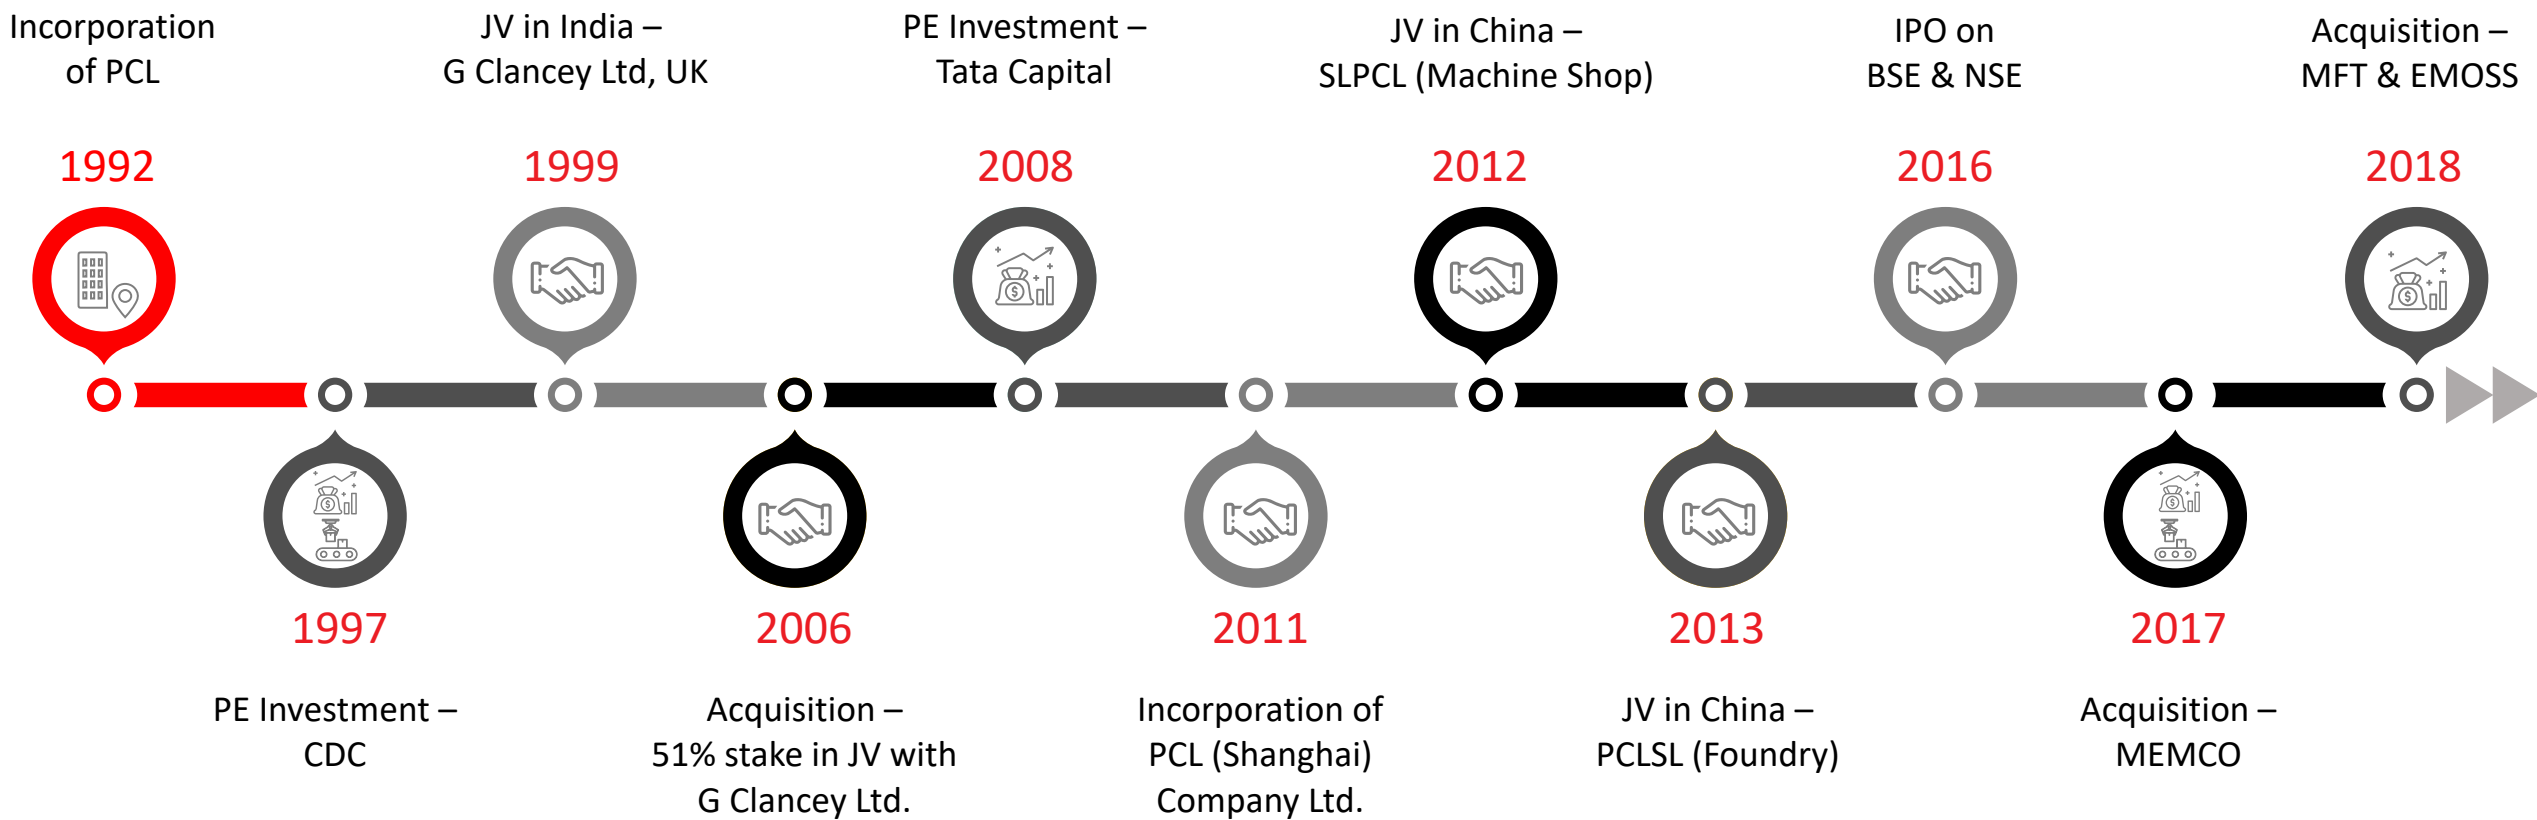 Incorporation
of PCL
1992
JV in India –
G Clancey Ltd, UK
1999
PE Investment –
Tata Capital
2008
JV in China –
SLPCL (Machine Shop)
2012
IPO on
BSE & NSE
2016
Acquisition –
MFT & EMOSS
2018
1997
PE Investment –
CDC
2006
Acquisition –
51% stake in JV with
G Clancey Ltd.
2011
Incorporation of
PCL (Shanghai)
Company Ltd.
2013
JV in China –
PCLSL (Foundry)
2017
Acquisition –
MEMCO